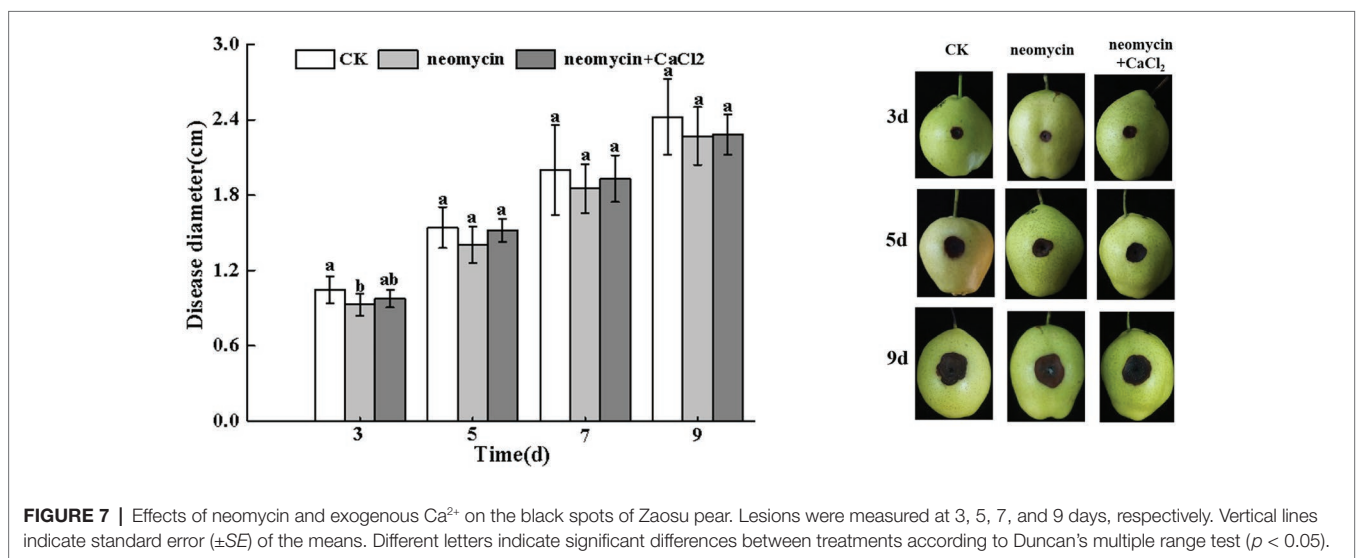 3.0
2.4
1.8
1.2
0.6
0.0
Disease diameter(cm)
CK neomycin neomycin+CaCl2
a b ab
a a a
a a a
a a a
3 5 7 9
Time(d)
CK neomycin neomycin
+CaCl₂
3d
5d
9d
FIGURE 7 | Effects of neomycin and exogenous Ca²⁺ on the black spots of Zaosu pear. Lesions were measured at 3, 5, 7, and 9 days, respectively. Vertical lines
indicate standard error (±SE) of the means. Different letters indicate significant differences between treatments according to Duncan’s multiple range test (p < 0.05).